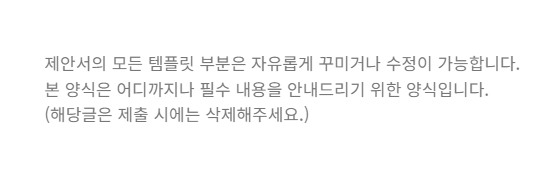 제안서의 모든 템플릿 부분은 자유롭게 꾸미거나 수정이 가능합니다.
본 양식은 어디까지나 필수 내용을 안내드리기 위한 양식입니다.
(해당글은 제출 시에는 삭제해주세요.)